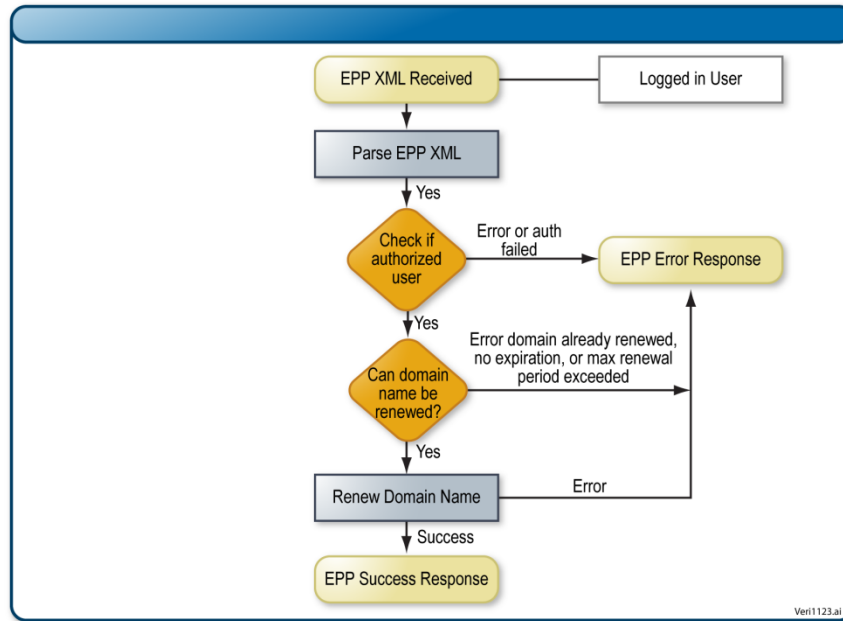 EPP XML Received
Logged in User
Parse EPP XML
Yes
Check if
authorized
user
Error or auth
failed
EPP Error Response
Yes
Error domain already renewed,
no expiration, or max renewal
period exceeded
Can domain
name be
renewed?
Yes
Renew Domain Name
Error
Success
EPP Success Response
Veri1123.ai